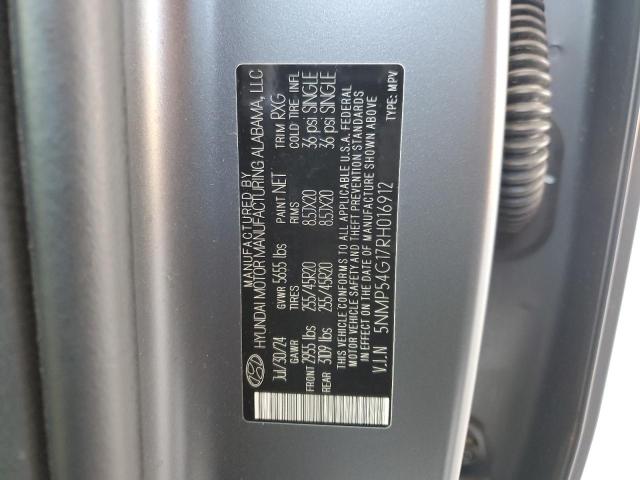 MANUFACTURED BY
HYUNDAI MOTOR MANUFACTURING ALABAMA, LLC
Jul/30/24 GVWR 5655 lbs PAINT NET TRIM RXG
GAWR TIRES RIMS COLD TIRE INFL
FRONT 2955 lbs 255/45R20 8.5JX20 36 psi SINGLE
REAR 3109 lbs 255/45R20 8.5JX20 36 psi SINGLE
THIS VEHICLE CONFORMS TO ALL APPLICABLE U.S.A. FEDERAL
MOTOR VEHICLE SAFETY AND THEFT PREVENTION STANDARDS
IN EFFECT ON THE DATE OF MANUFACTURE SHOWN ABOVE
V.I.N 5NMP54G17RH016912 TYPE: MPV